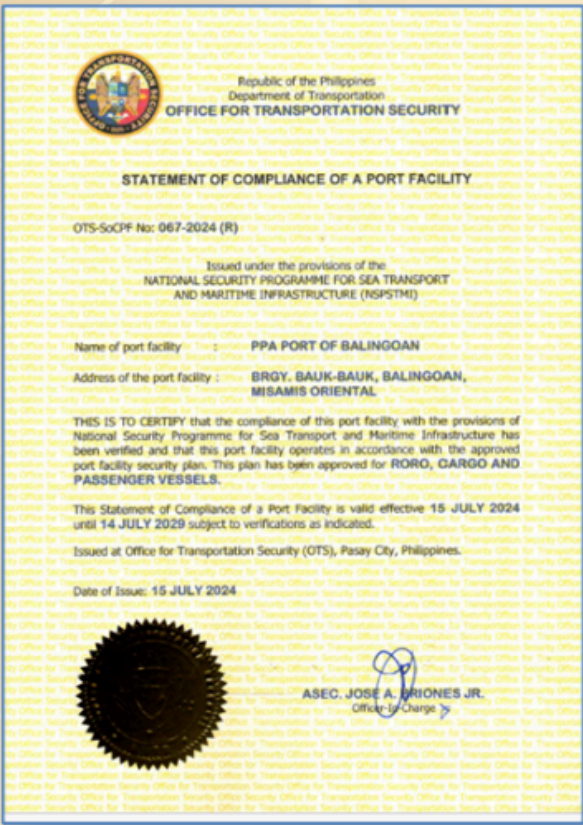 OFFICE FOR TRANSPORTATION SECURITY
Republic of the Philippines
Department of Transportation
OFFICE FOR TRANSPORTATION SECURITY
STATEMENT OF COMPLIANCE OF A PORT FACILITY
OTS-SoCPF No: 067-2024 (R)
Issued under the provisions of the
NATIONAL SECURITY PROGRAMME FOR SEA TRANSPORT
AND MARITIME INFRASTRUCTURE (NSPSTMI)
Name of port facility : PPA PORT OF BALINGOAN
Address of the port facility : BRGY. BAUK-BAUK, BALINGOAN,
MISAMIS ORIENTAL
THIS IS TO CERTIFY that the compliance of this port facility with the provisions of
National Security Programme for Sea Transport and Maritime Infrastructure has
been verified and that this port facility operates in accordance with the approved
port facility security plan. This plan has been approved for RORO, CARGO AND
PASSENGER VESSELS.
This Statement of Compliance of a Port Facility is valid effective 15 JULY 2024
until 14 JULY 2029 subject to verifications as indicated.
Issued at Office for Transportation Security (OTS), Pasay City, Philippines.
Date of Issue: 15 JULY 2024
ASEC. JOSE A. BRIONES JR.
Officer-In-Charge